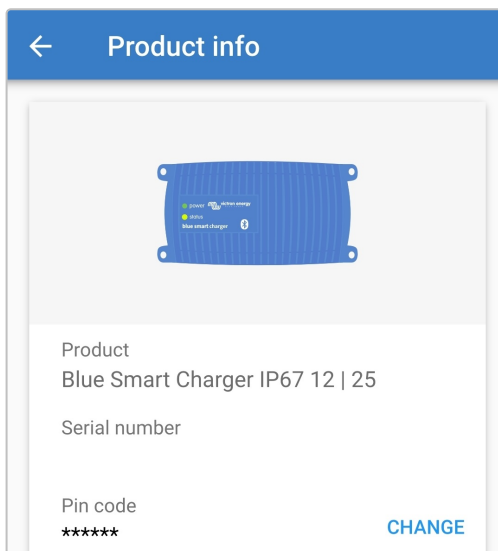 Product info
power
victron energy
status
blue smart charger
Product
Blue Smart Charger IP67 12 | 25
Serial number
Pin code
******
CHANGE